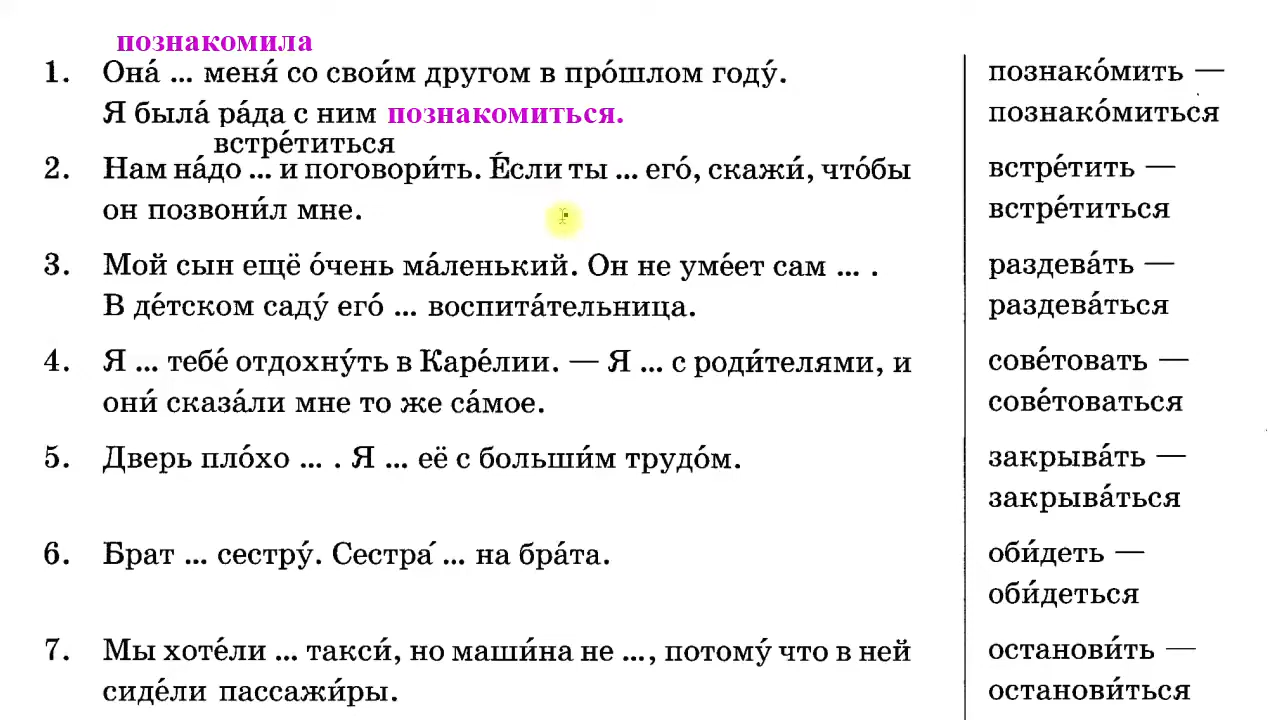 познакомила
1. Она́ ... меня́ со свои́м другом в про́шлом году́.
Я была́ ра́да с ним познакомиться.
встре́титься
2. Нам на́до ... и поговори́ть. Е́сли ты ... его́, скажи́, что́бы
он позвони́л мне.
3. Мой сын ещё о́чень ма́ленький. Он не уме́ет сам ... .
В де́тском саду́ его́ ... воспита́тельница.
4. Я ... тебе́ отдохну́ть в Каре́лии. — Я ... с роди́телями, и
они́ сказа́ли мне то же са́мое.
5. Дверь пло́хо ... . Я ... её с больши́м трудо́м.
6. Брат ... сестру́. Сестра́ ... на бра́та.
7. Мы хоте́ли ... такси́, но маши́на не ..., потому́ что в ней
сиде́ли пассажи́ры.
познако́мить —
познако́миться
встре́тить —
встре́титься
раздева́ть —
раздева́ться
сове́товать —
сове́товаться
закрыва́ть —
закрыва́ться
оби́деть —
оби́деться
останови́ть —
останови́ться